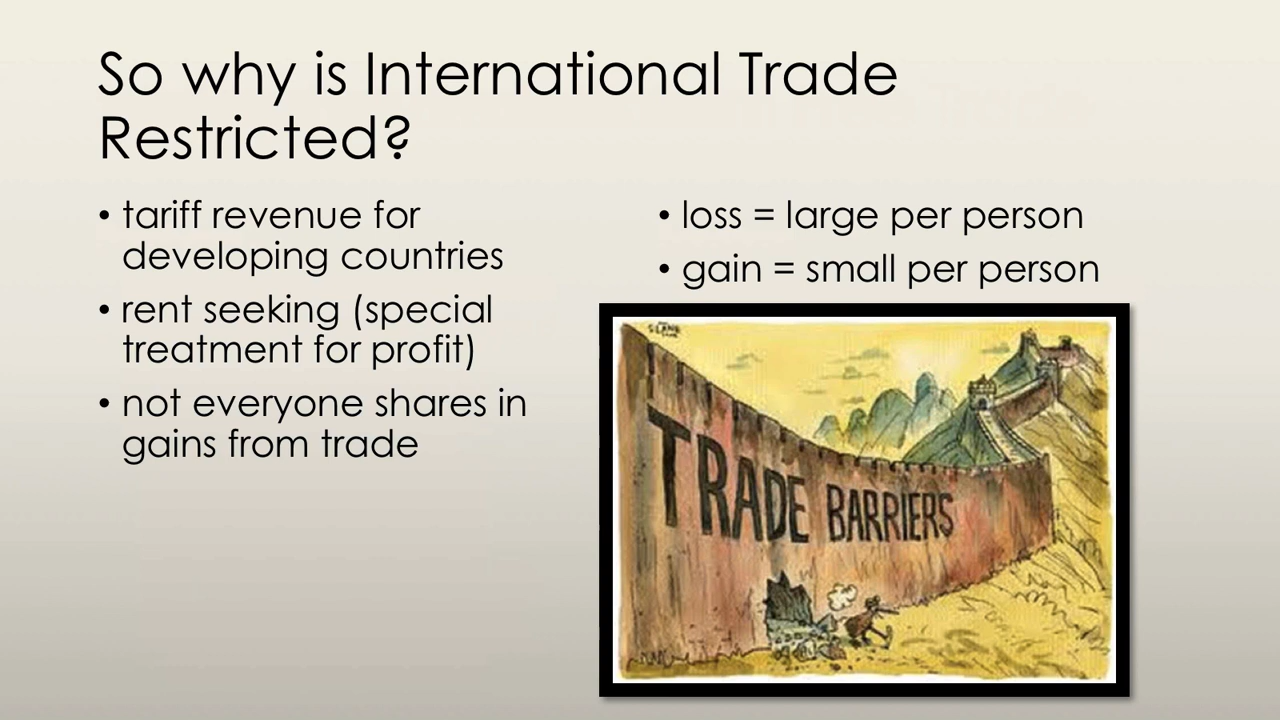 So why is International Trade
Restricted?
• tariff revenue for
developing countries
• rent seeking (special
treatment for profit)
• not everyone shares in
gains from trade
• loss = large per person
• gain = small per person
TRADE BARRIERS